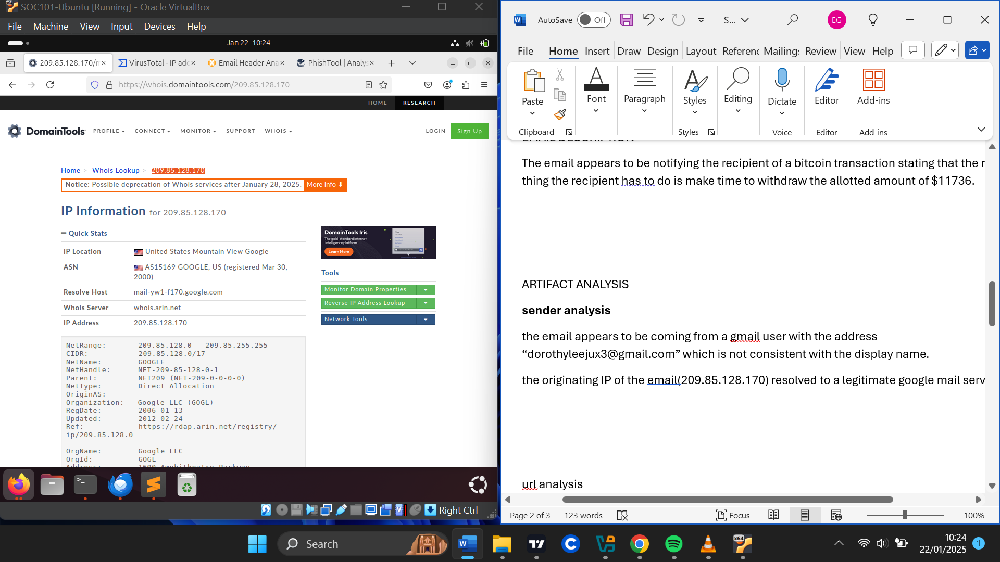 SOC101-Ubuntu [Running] - Oracle VirtualBox
File Machine View Input Devices Help
Jan 22 10:24
209.85.128.170/
VirusTotal - IP add
Email Header Ana
PhishTool | Analys
https://whois.domaintools.com/209.85.128.170
HOME RESEARCH
DomainTools PROFILE CONNECT MONITOR SUPPORT WHOIS LOGIN Sign Up
Home > Whois Lookup > 209.85.128.170
Notice: Possible deprecation of Whois services after January 28, 2025. More Info
IP Information for 209.85.128.170
Quick Stats
IP Location United States Mountain View Google
ASN AS15169 GOOGLE, US (registered Mar 30, 2000)
Resolve Host mail-yw1-f170.google.com
Whois Server whois.arin.net
IP Address 209.85.128.170
DomainTools Iris
The gold-standard Internet
intelligence platform
Learn More
Tools
Monitor Domain Properties
Reverse IP Address Lookup
Network Tools
NetRange: 209.85.128.0 - 209.85.255.255
CIDR: 209.85.128.0/17
NetName: GOOGLE
NetHandle: NET-209-85-128-0-1
Parent: NET209 (NET-209-0-0-0-0)
NetType: Direct Allocation
OriginAS:
Organization: Google LLC (GOGL)
RegDate: 2006-01-13
Updated: 2012-02-24
Ref: https://rdap.arin.net/registry/
ip/209.85.128.0
OrgName: Google LLC
OrgId: GOGL
Address: 1600 Amphitheatre Parkway
Right Ctrl
AutoSave Off S... EG
File Home Insert Draw Design Layout Referenc Mailings Review View Help
Paste Font Paragraph Styles Editing Dictate Editor Add-ins
Clipboard Styles Voice Editor Add-ins
EMAIL DESCRIPTION
The email appears to be notifying the recipient of a bitcoin transaction stating that the
thing the recipient has to do is make time to withdraw the allotted amount of $11736.
ARTIFACT ANALYSIS
sender analysis
the email appears to be coming from a gmail user with the address
“dorothyleejux3@gmail.com” which is not consistent with the display name.
the originating IP of the email(209.85.128.170) resolved to a legitimate google mail serv
url analysis
Page 2 of 3 123 words Focus 100%
Search
10:24
22/01/2025
1